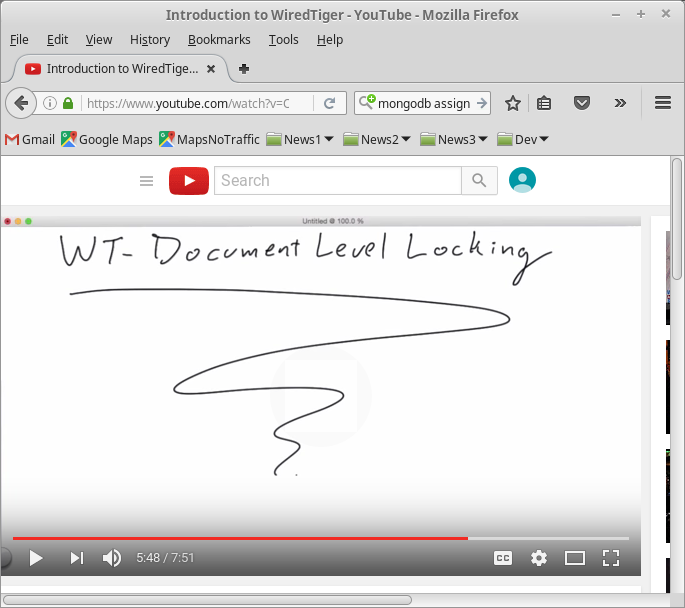 Introduction to WiredTiger - YouTube - Mozilla Firefox
File Edit View History Bookmarks Tools Help
Introduction to WiredTige...
https://www.youtube.com/watch?v=C
mongodb assign
Gmail Google Maps MapsNoTraffic News1 News2 News3 Dev
Search
Untitled @ 100.0 %
WT- Document Level Locking
5:48 / 7:51
CC